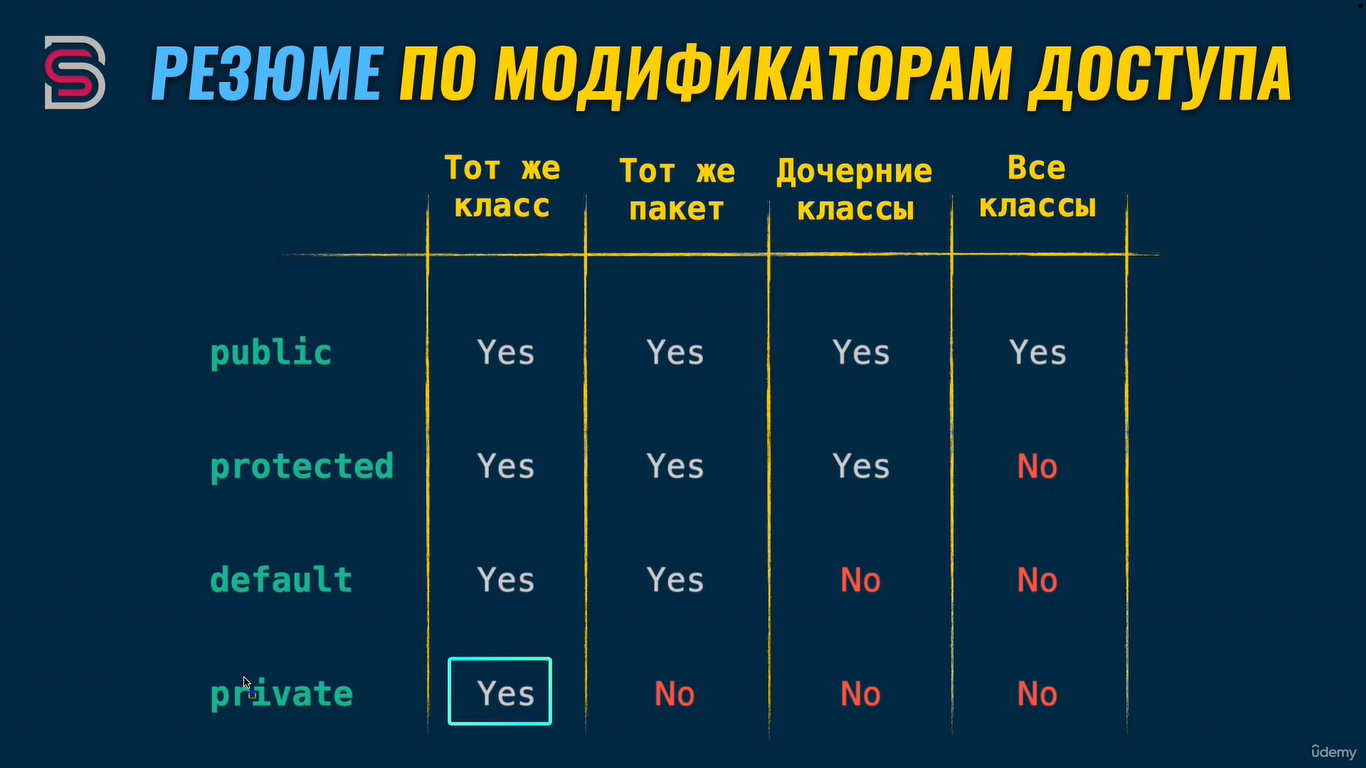 РЕЗЮМЕ ПО МОДИФИКАТОРАМ ДОСТУПА
Тот же класс
Тот же пакет
Дочерние классы
Все классы
public Yes Yes Yes Yes
protected Yes Yes Yes No
default Yes Yes No No
private Yes No No No
ûdemy